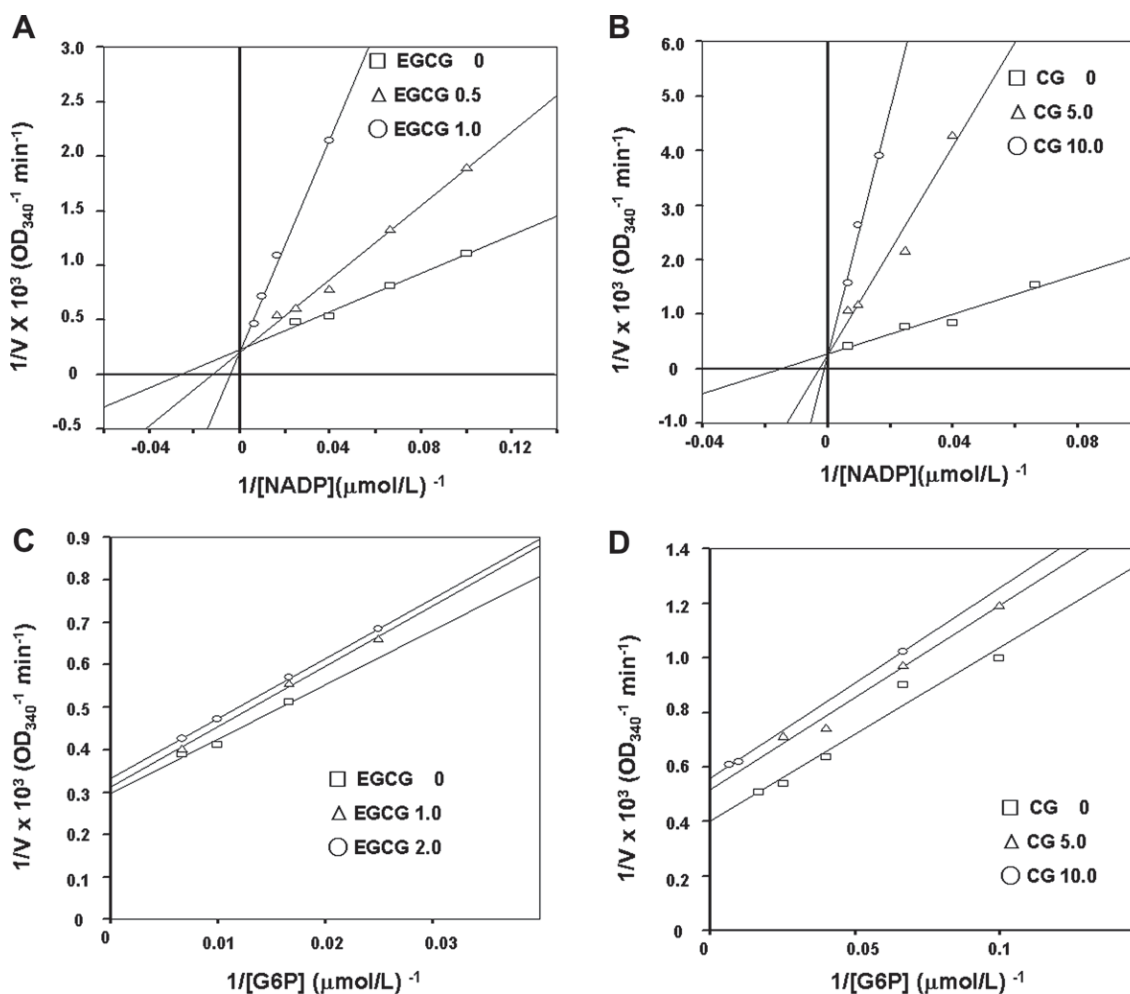 A
1/V X 10³ (OD₃₄₀⁻¹ min⁻¹)
3.0
2.5
2.0
1.5
1.0
0.5
0
-0.5
EGCG 0
EGCG 0.5
EGCG 1.0
-0.04 0 0.04 0.08 0.12
1/[NADP](μmol/L) ⁻¹
B
1/V x 10³ (OD₃₄₀⁻¹ min⁻¹)
6.0
5.0
4.0
2.0
1.0
0
-1.0
CG 0
CG 5.0
CG 10.0
-0.04 0 0.04 0.08
1/[NADP](μmol/L) ⁻¹
C
1/V x 10³ (OD₃₄₀⁻¹ min⁻¹)
0.9
0.8
0.7
0.6
0.5
0.4
0.3
0.2
0.1
0
EGCG 0
EGCG 1.0
EGCG 2.0
0 0.01 0.02 0.03
1/[G6P] (μmol/L) ⁻¹
D
1/V x 10³ (OD₃₄₀⁻¹ min⁻¹)
1.4
1.2
1.0
0.8
0.6
0.4
0.2
0
CG 0
CG 5.0
CG 10.0
0 0.05 0.1
1/[G6P] (μmol/L) ⁻¹